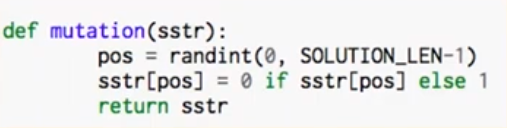 def mutation(sstr):
        pos = randint(0, SOLUTION_LEN-1)
        sstr[pos] = 0 if sstr[pos] else 1
        return sstr